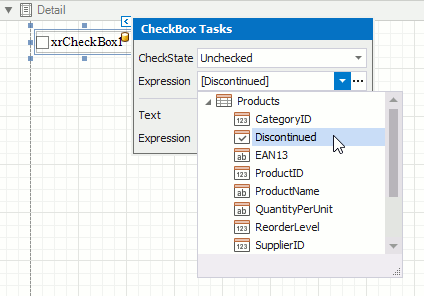 Detail
xrCheckBox1
CheckBox Tasks
CheckState Unchecked
Expression [Discontinued]
Text
Expression
Products
123 CategoryID
Discontinued
ab EAN13
123 ProductID
ab ProductName
ab QuantityPerUnit
123 ReorderLevel
123 SupplierID